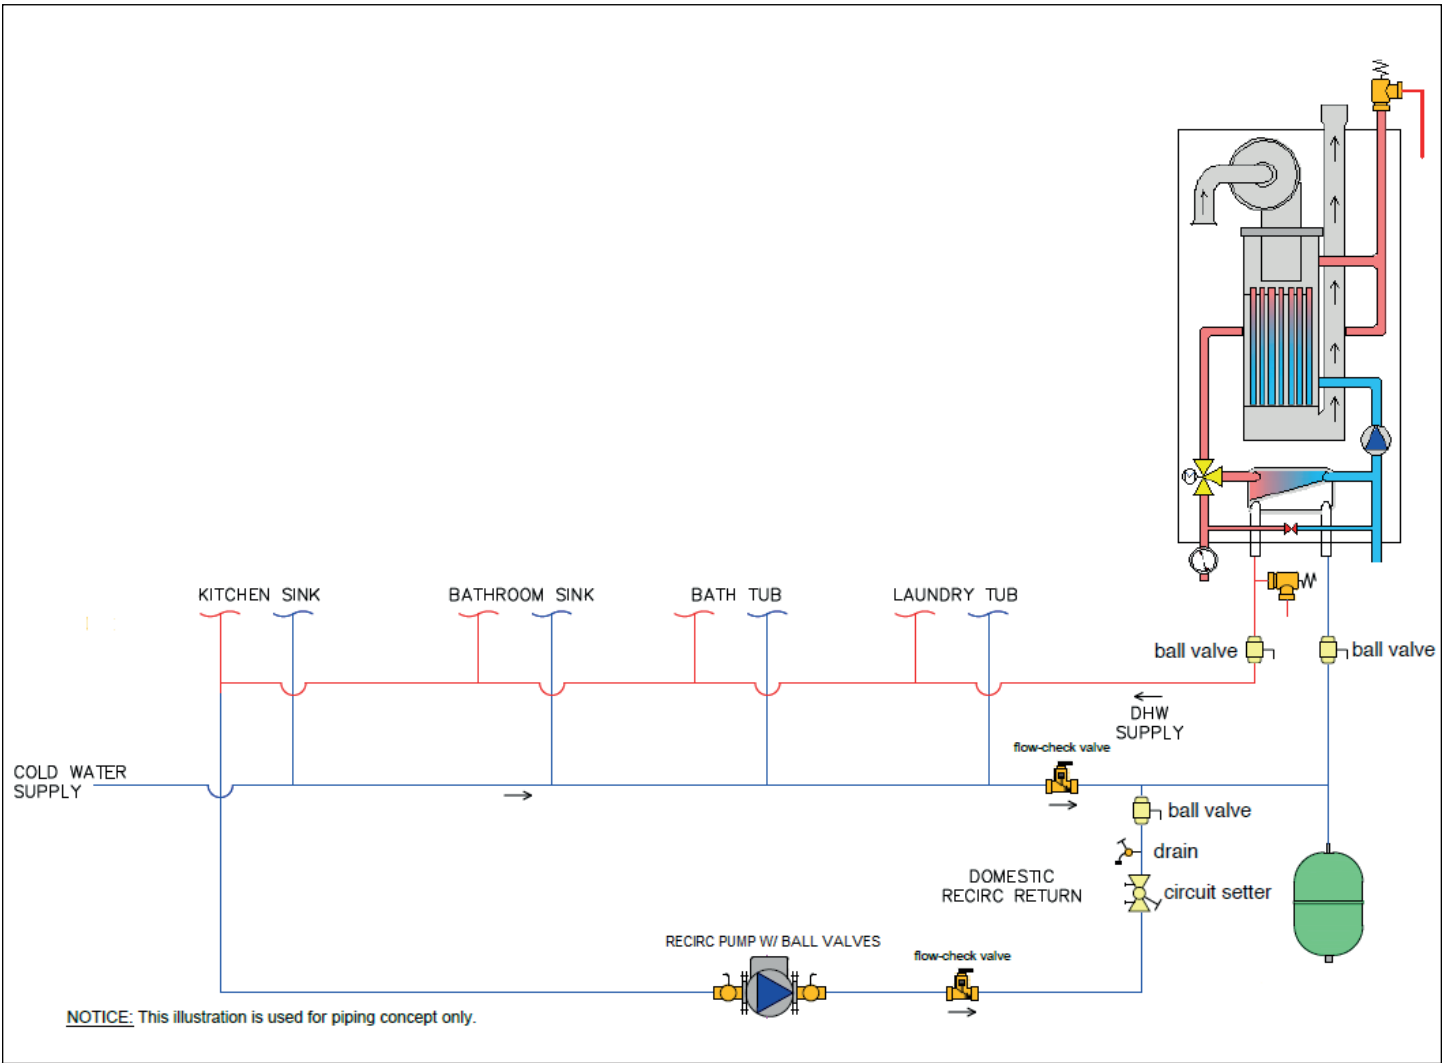 KITCHEN SINK
BATHROOM SINK
BATH TUB
LAUNDRY TUB
ball valve
ball valve
DHW
SUPPLY
flow-check valve
COLD WATER
SUPPLY
ball valve
drain
DOMESTIC
RECIRC RETURN
circuit setter
RECIRC PUMP W/ BALL VALVES
flow-check valve
NOTICE: This illustration is used for piping concept only.